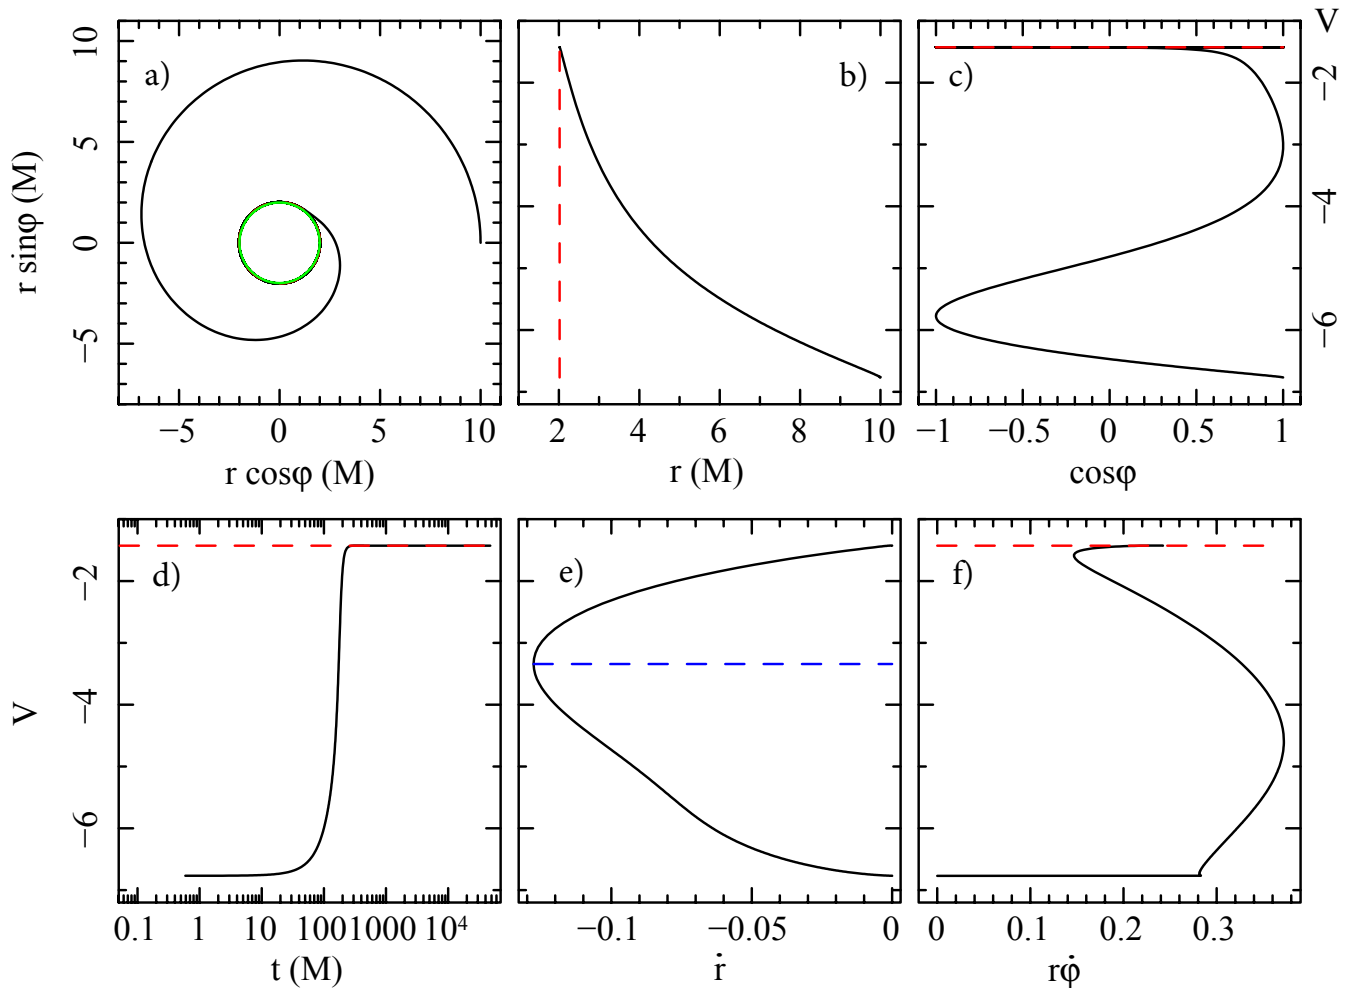 V
a)
b)
c)
10
5
0
−5
r sinφ (M)
−2
−4
−6
−5 0 5 10
2 4 6 8 10
−1 −0.5 0 0.5 1
r cosφ (M)
r (M)
cosφ
d)
e)
f)
−2
−4
−6
V
0.1 1 10 100 1000 10⁴
−0.1 −0.05 0
0 0.1 0.2 0.3
t (M)
ṙ
rφ̇